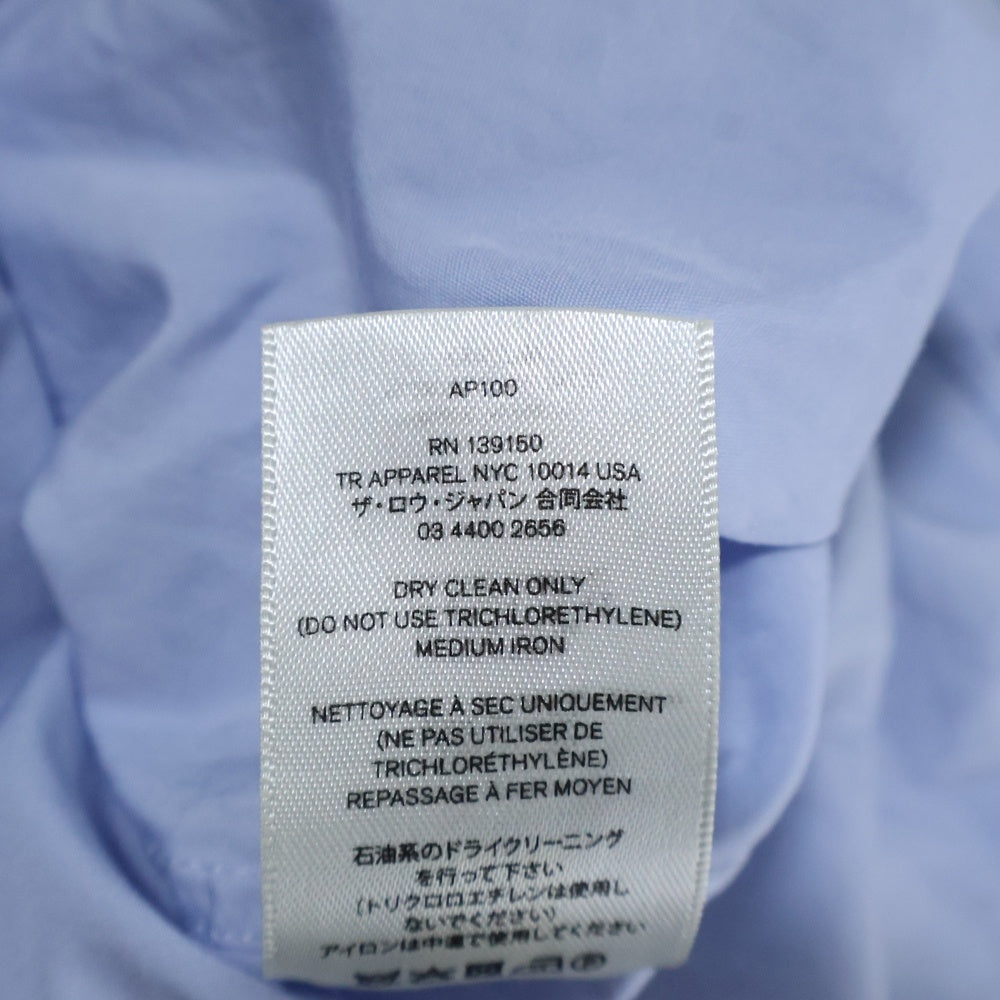 AP100
RN 139150
TR APPAREL NYC 10014 USA
ザ・ロウ・ジャパン 合同会社
03 4400 2656
DRY CLEAN ONLY
(DO NOT USE TRICHLORETHYLENE)
MEDIUM IRON
NETTOYAGE À SEC UNIQUEMENT
(NE PAS UTILISER DE
TRICHLORÉTHYLÈNE)
REPASSAGE À FER MOYEN
石油系のドライクリーニング
を行って下さい
(トリクロロエチレンは使用し
ないでください)
アイロンは中温で使用してください